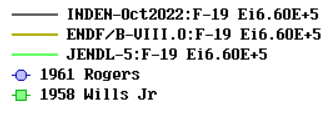 INDEN-Oct2022:F-19 Ei6.60E+5
ENDF/B-VIII.0:F-19 Ei6.60E+5
JENDL-5:F-19 Ei6.60E+5
1961 Rogers
1958 Wills Jr